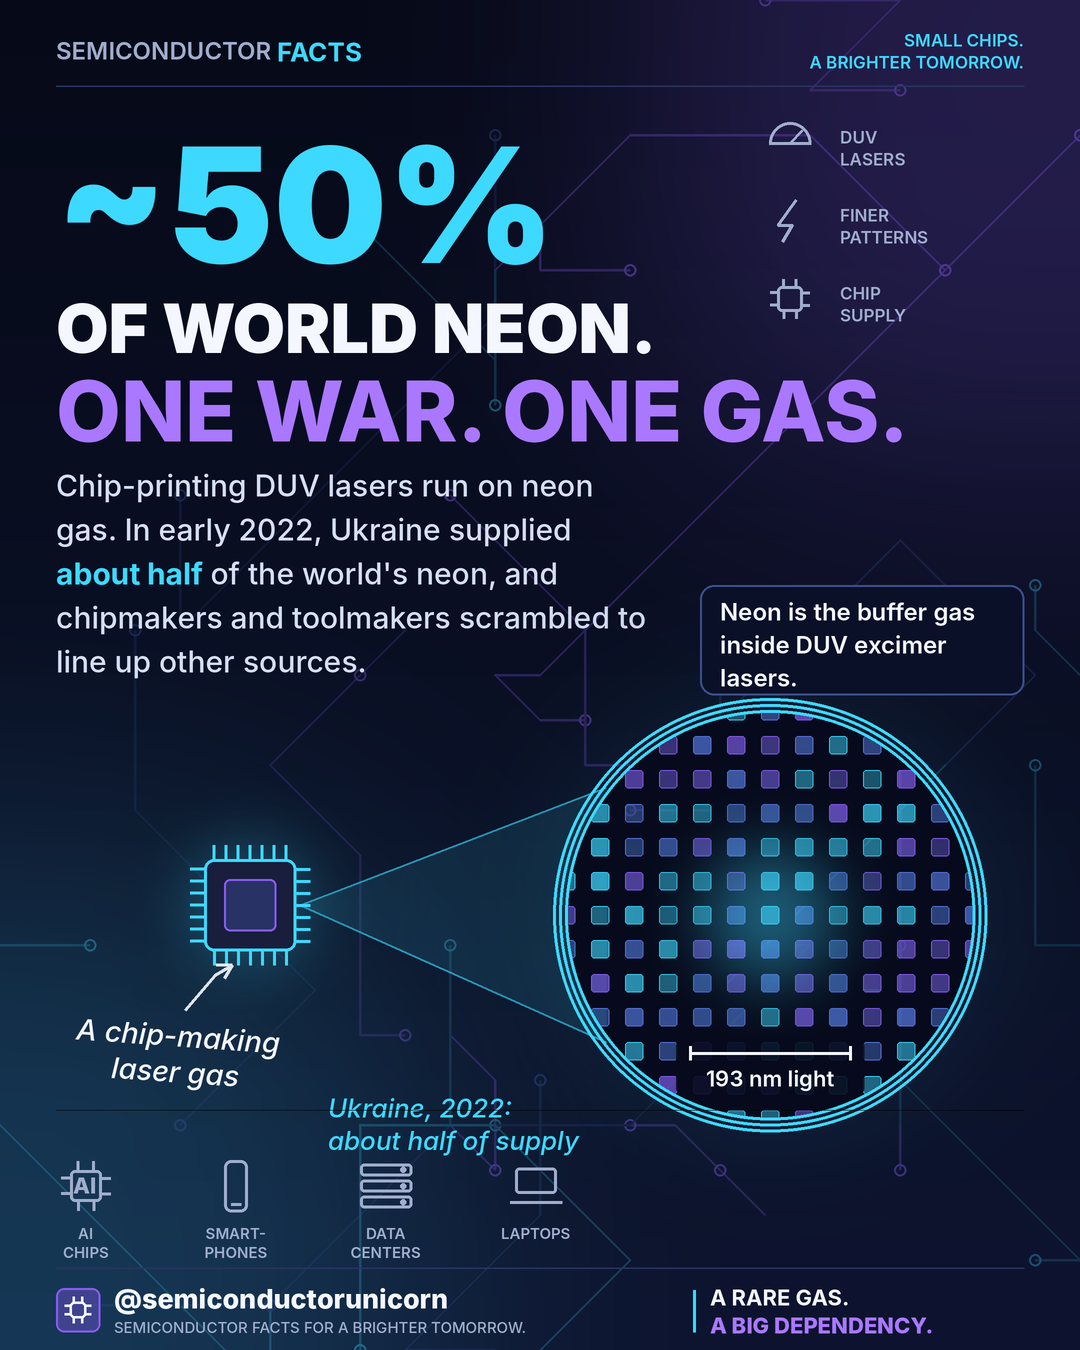 SEMICONDUCTOR FACTS
SMALL CHIPS.
A BRIGHTER TOMORROW.
~50%
OF WORLD NEON.
ONE WAR. ONE GAS.
DUV
LASERS
FINER
PATTERNS
CHIP
SUPPLY
Chip-printing DUV lasers run on neon
gas. In early 2022, Ukraine supplied
about half of the world's neon, and
chipmakers and toolmakers scrambled to
line up other sources.
Neon is the buffer gas
inside DUV excimer
lasers.
A chip-making
laser gas
193 nm light
Ukraine, 2022:
about half of supply
AI
AI
CHIPS
SMART-
PHONES
DATA
CENTERS
LAPTOPS
@semiconductorunicorn
SEMICONDUCTOR FACTS FOR A BRIGHTER TOMORROW.
A RARE GAS.
A BIG DEPENDENCY.